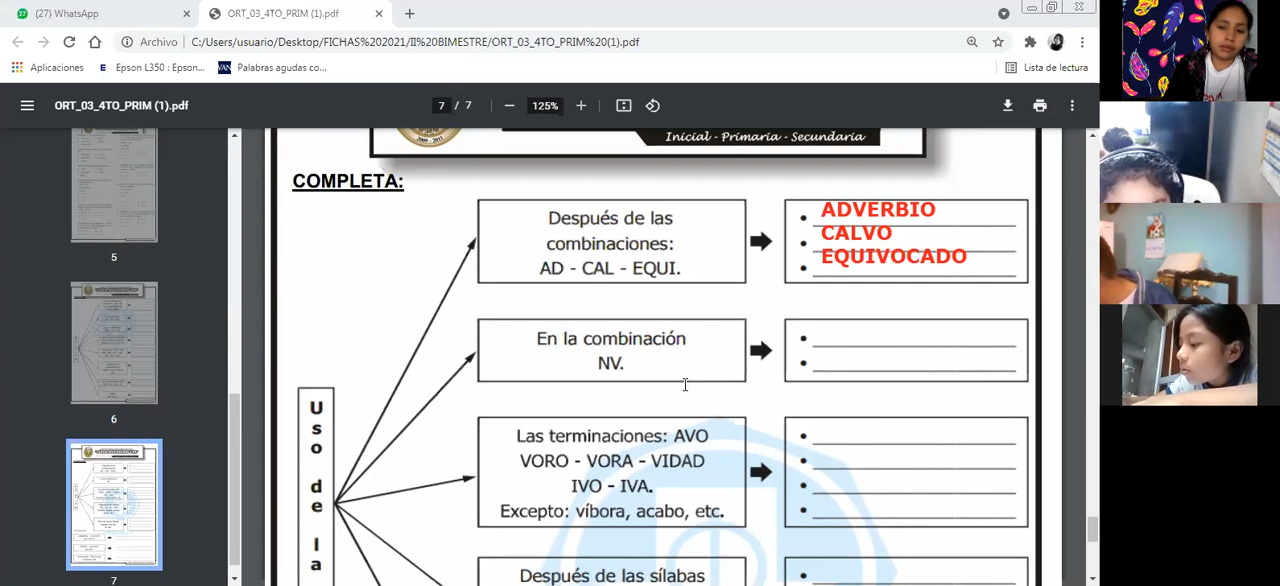 (27) WhatsApp
ORT_03_4TO_PRIM (1).pdf
Archivo
C:/Users/usuario/Desktop/FICHAS%202021/II%20BIMESTRE/ORT_03_4TO_PRIM%20(1).pdf
Aplicaciones
Epson L350 : Epson...
Palabras agudas co...
Lista de lectura
ORT_03_4TO_PRIM (1).pdf
7 / 7
125%
Inicial - Primaria - Secundaria
COMPLETA:
Después de las
combinaciones:
AD - CAL - EQUI.
ADVERBIO
CALVO
EQUIVOCADO
En la combinación
NV.
Las terminaciones: AVO
VORO - VORA - VIDAD
IVO - IVA.
Excepto: víbora, acabo, etc.
Después de las sílabas
Uso
de
la
5
6
7